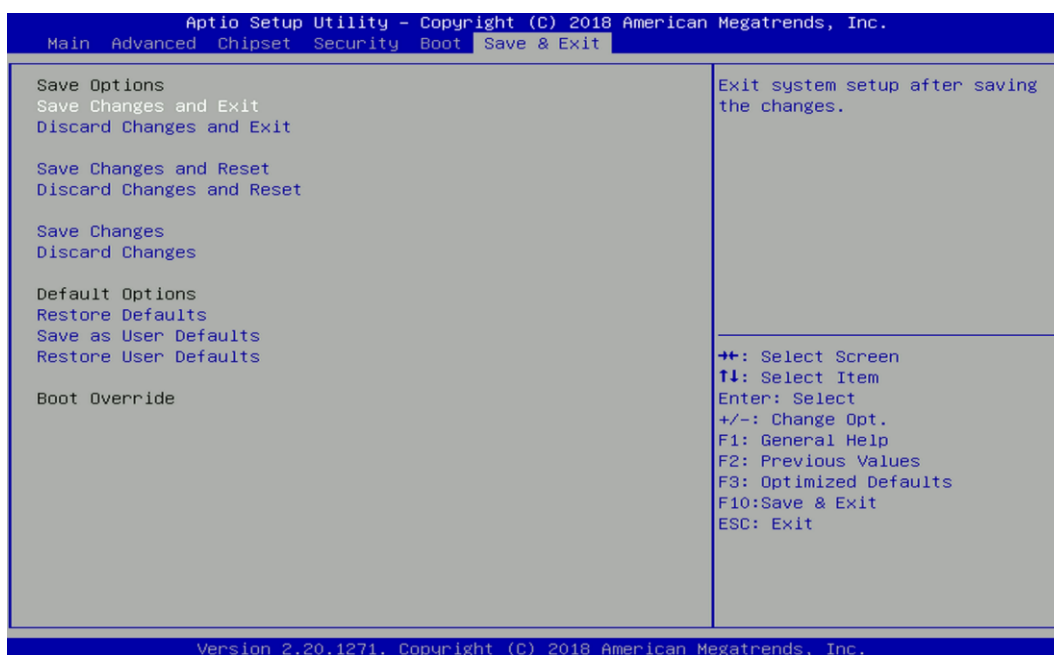 Aptio Setup Utility – Copyright (C) 2018 American Megatrends, Inc.
Main Advanced Chipset Security Boot Save & Exit
Save Options
Save Changes and Exit
Discard Changes and Exit
Save Changes and Reset
Discard Changes and Reset
Save Changes
Discard Changes
Default Options
Restore Defaults
Save as User Defaults
Restore User Defaults
Boot Override
Exit system setup after saving
the changes.
→←: Select Screen
↑↓: Select Item
Enter: Select
+/-: Change Opt.
F1: General Help
F2: Previous Values
F3: Optimized Defaults
F10:Save & Exit
ESC: Exit
Version 2.20.1271. Copyright (C) 2018 American Megatrends, Inc.